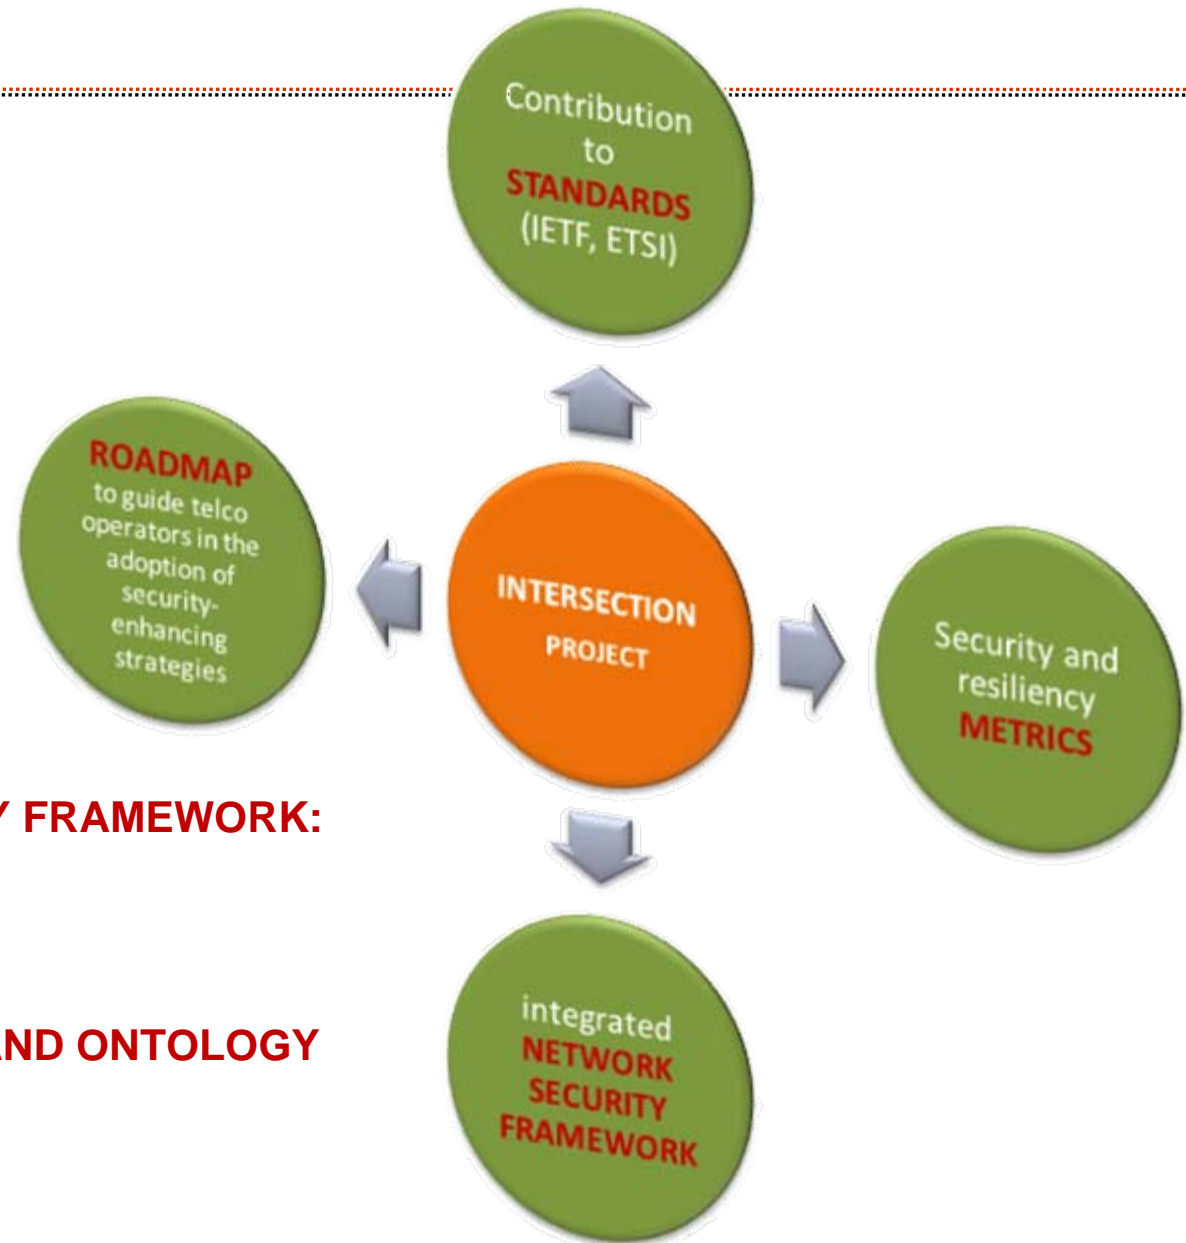 Contribution
to
STANDARDS
(IETF, ETSI)
ROADMAP
to guide telco
operators in the
adoption of
security-
enhancing
strategies
INTERSECTION
PROJECT
Security and
resiliency
METRICS
Y FRAMEWORK:
AND ONTOLOGY
integrated
NETWORK
SECURITY
FRAMEWORK